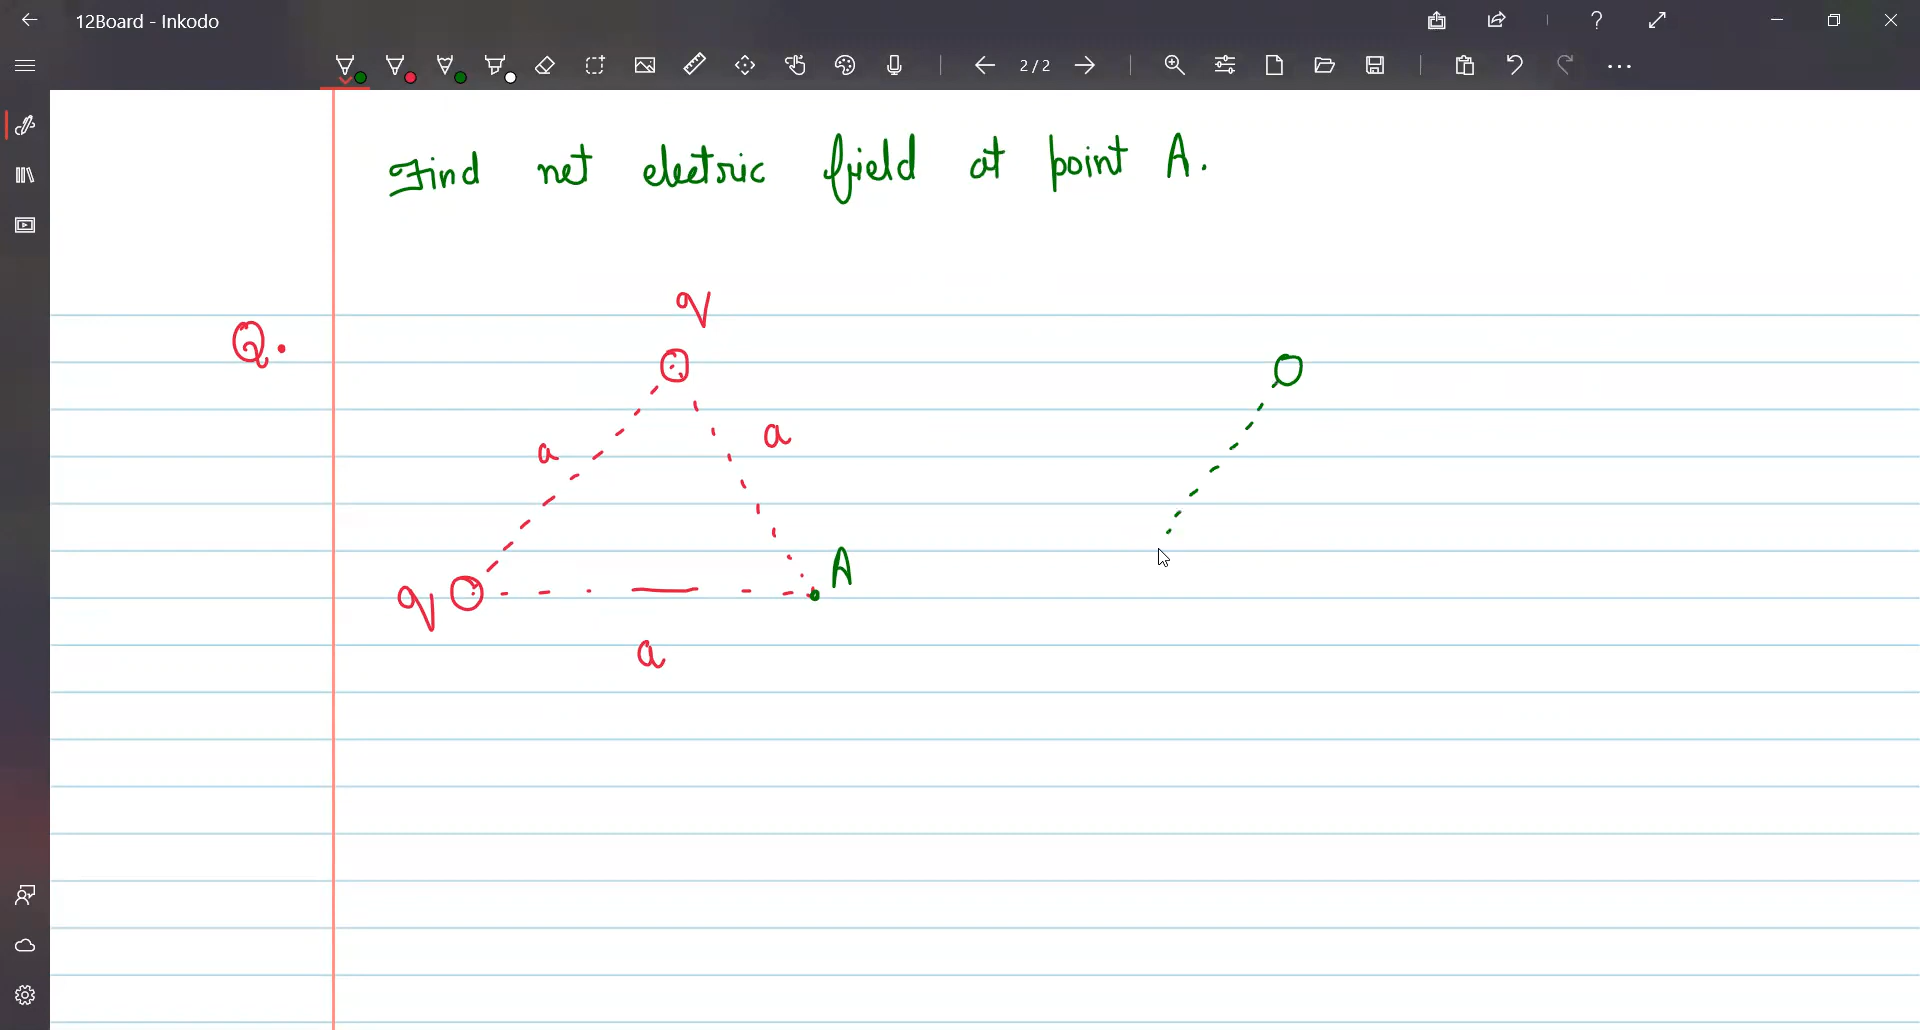 12Board - Inkodo
2/2
Find net electric field at point A.
q
Q.
a
a
A
q
a